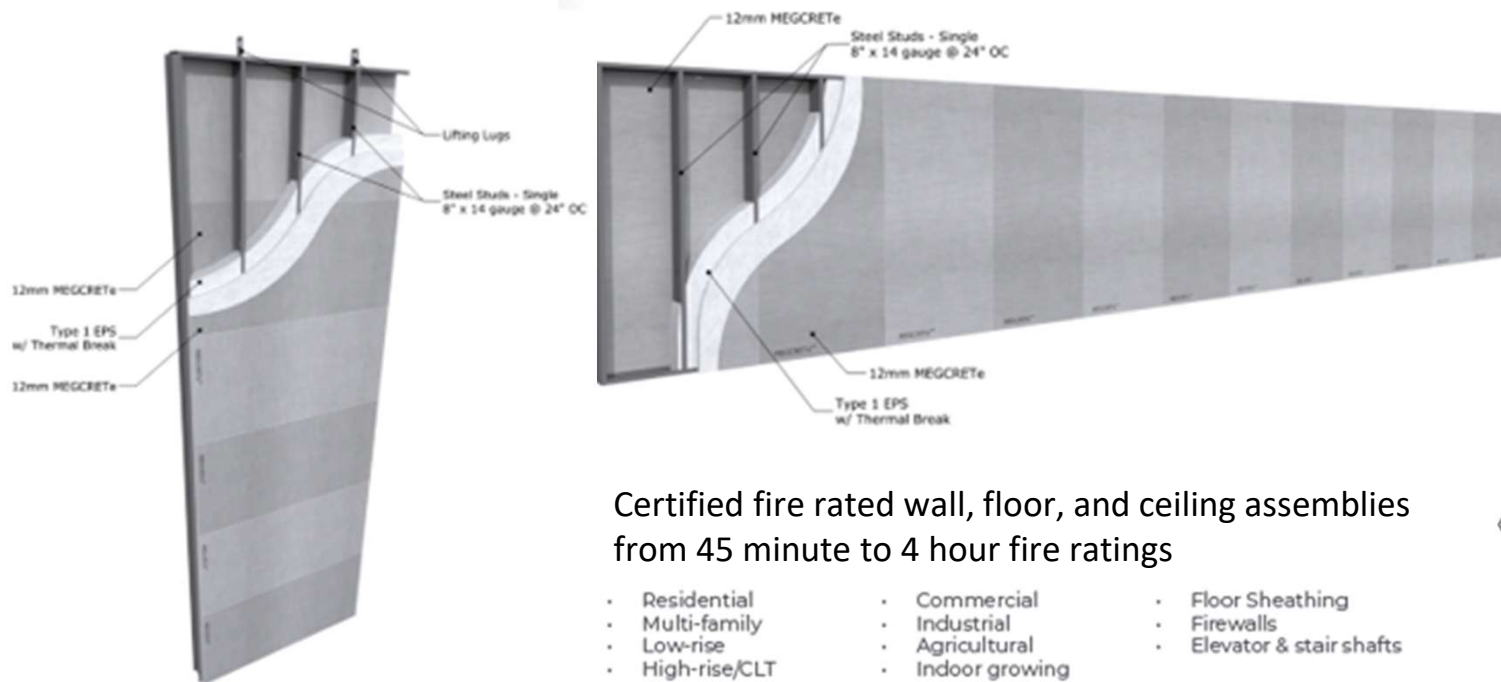 Lifting Lugs
Steel Studs - Single
8" x 14 gauge @ 24" OC
12mm MEGCRETe
Type 1 EPS
w/ Thermal Break
12mm MEGCRETe
12mm MEGCRETe
Steel Studs - Single
8" x 14 gauge @ 24" OC
12mm MEGCRETe
Type 1 EPS
w/ Thermal Break
Certified fire rated wall, floor, and ceiling assemblies
from 45 minute to 4 hour fire ratings
· Residential
· Multi-family
· Low-rise
· High-rise/CLT
· Commercial
· Industrial
· Agricultural
· Indoor growing
· Floor Sheathing
· Firewalls
· Elevator & stair shafts